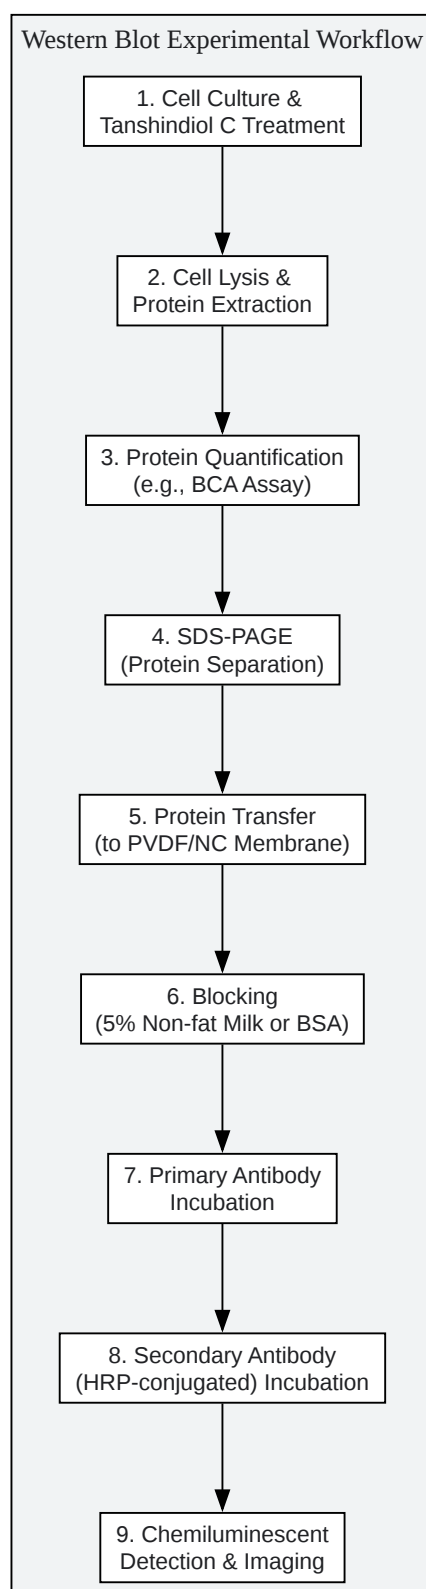 Western Blot Experimental Workflow
1. Cell Culture &
Tanshindiol C Treatment
2. Cell Lysis &
Protein Extraction
3. Protein Quantification
(e.g., BCA Assay)
4. SDS-PAGE
(Protein Separation)
5. Protein Transfer
(to PVDF/NC Membrane)
6. Blocking
(5% Non-fat Milk or BSA)
7. Primary Antibody
Incubation
8. Secondary Antibody
(HRP-conjugated) Incubation
9. Chemiluminescent
Detection & Imaging